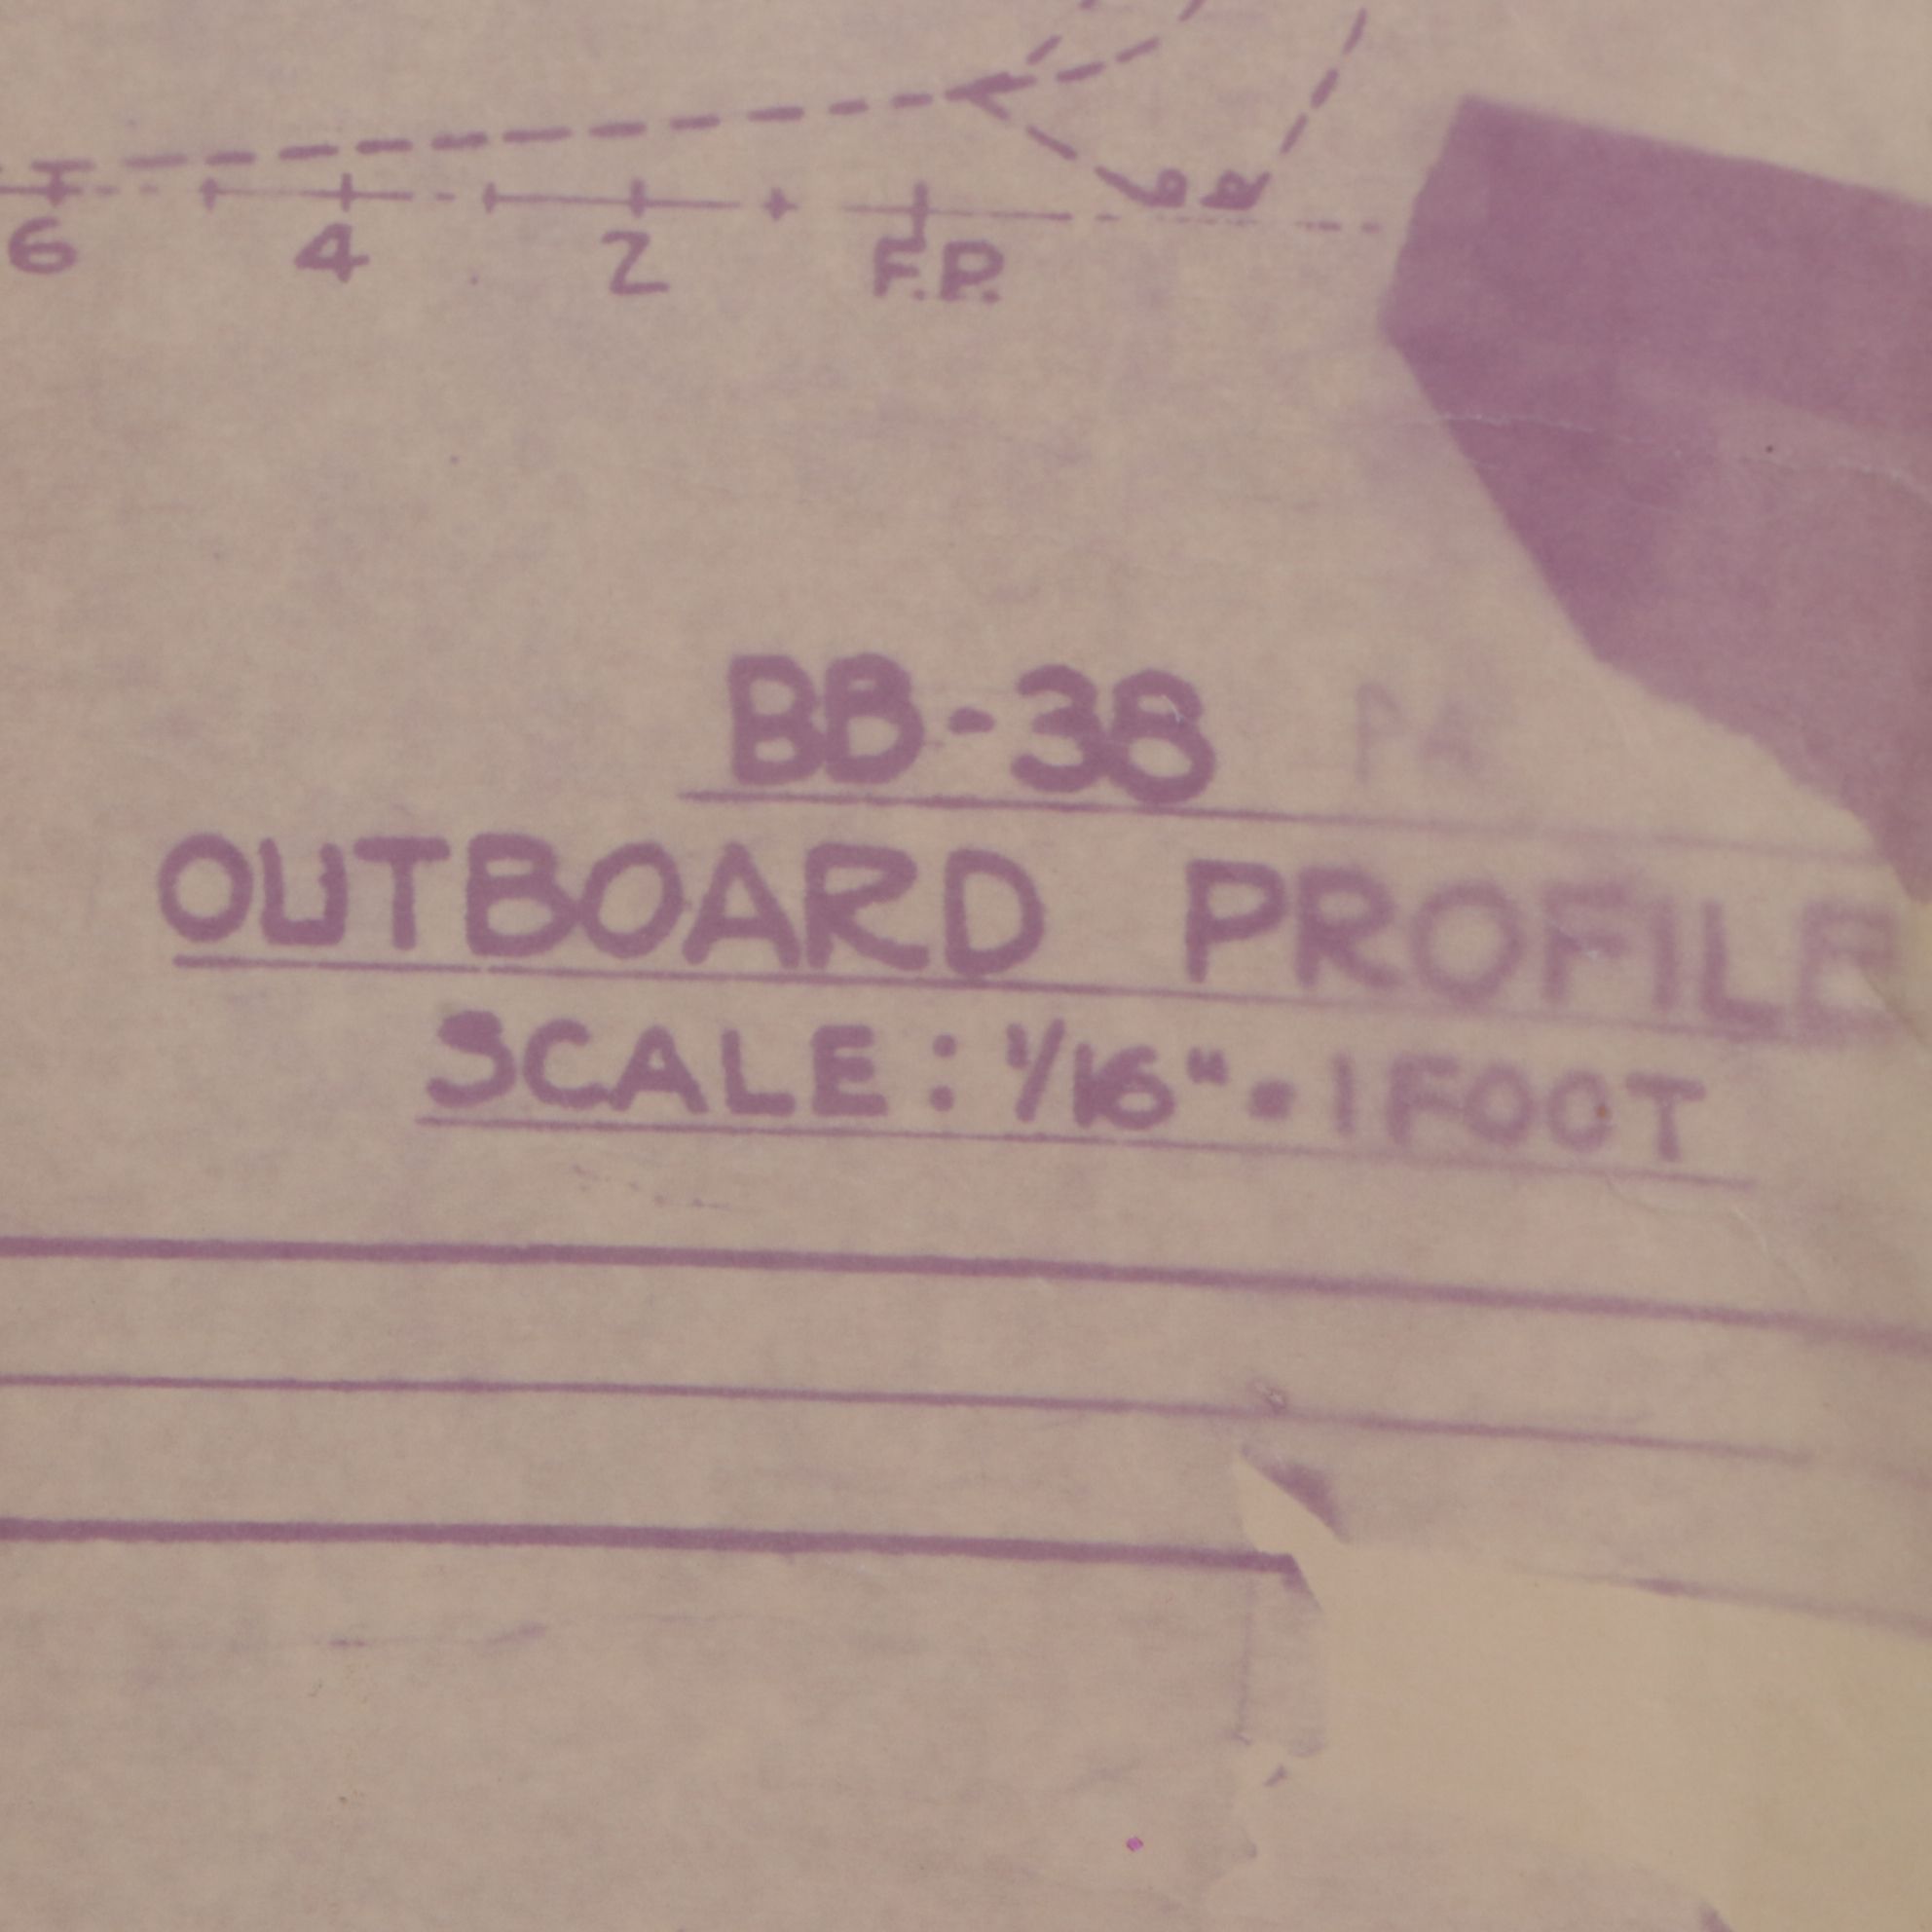 6 4 2 F.P.
BB-38
OUTBOARD PROFILE
SCALE: 1/16" = 1 FOOT